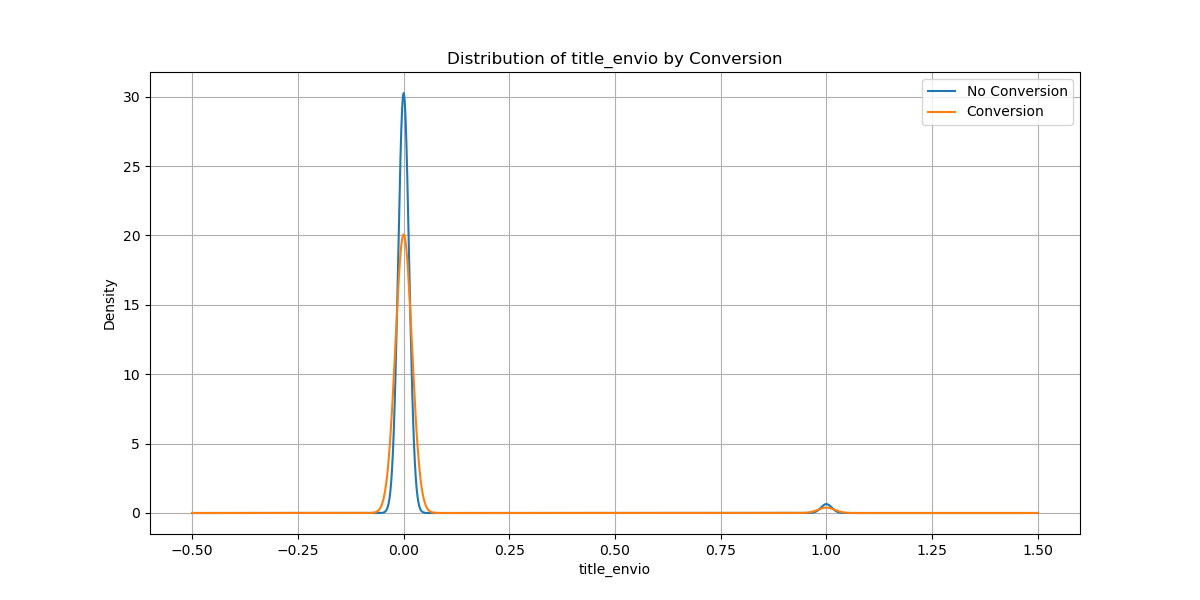 Distribution of title_envio by Conversion
No Conversion
Conversion
Density
30
25
20
15
10
5
0
−0.50 −0.25 0.00 0.25 0.50 0.75 1.00 1.25 1.50
title_envio